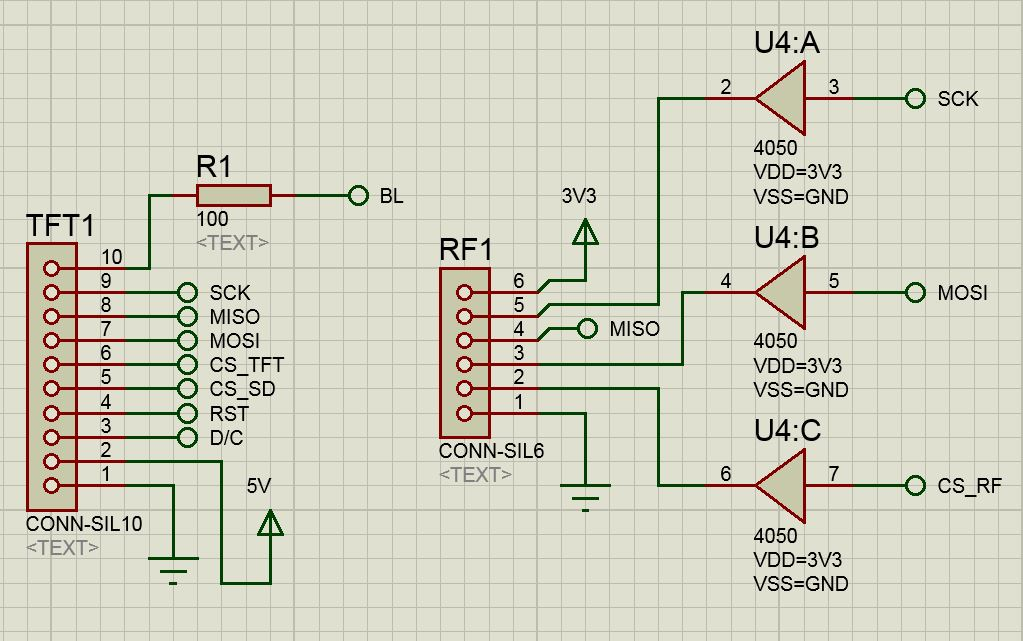 TFT1
10
9
8
7
6
5
4
3
2
1
CONN-SIL10
<TEXT>
R1
100
<TEXT>
BL
SCK
MISO
MOSI
CS_TFT
CS_SD
RST
D/C
5V
RF1
6
5
4
3
2
1
CONN-SIL6
<TEXT>
3V3
MISO
U4:A
2
3
SCK
4050
VDD=3V3
VSS=GND
U4:B
4
5
MOSI
4050
VDD=3V3
VSS=GND
U4:C
6
7
CS_RF
4050
VDD=3V3
VSS=GND